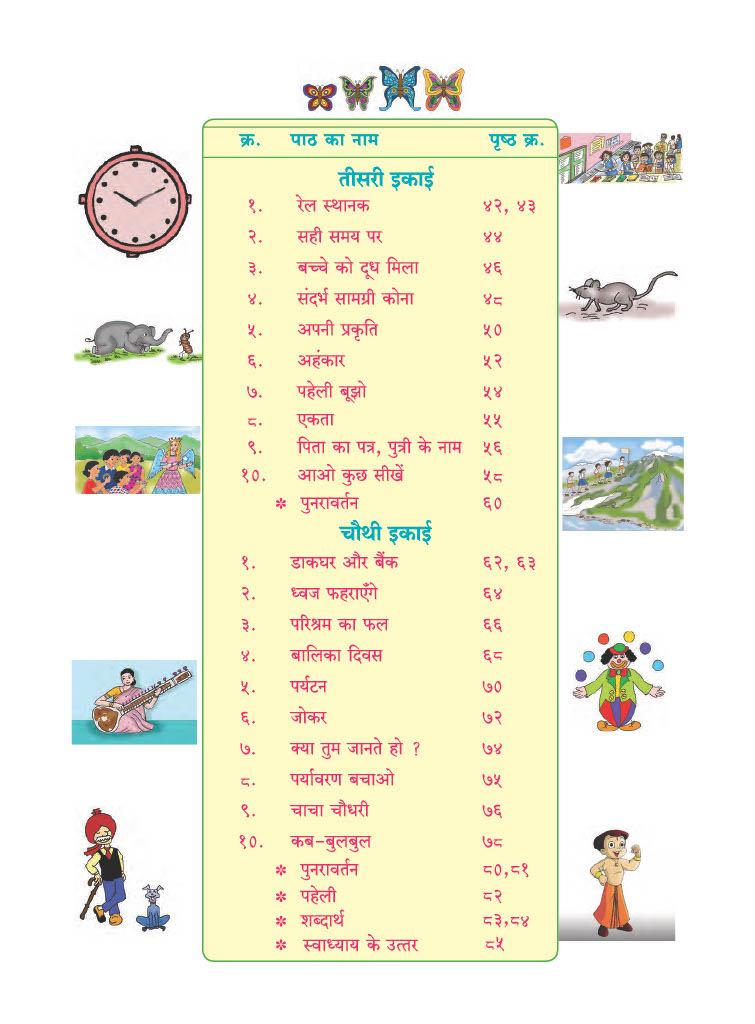 क्र. पाठ का नाम पृष्ठ क्र.
तीसरी इकाई
१. रेल स्थानक ४२, ४३
२. सही समय पर ४४
३. बच्चे को दूध मिला ४६
४. संदर्भ सामग्री कोना ४८
५. अपनी प्रकृति ५०
६. अहंकार ५२
७. पहेली बूझो ५४
८. एकता ५५
९. पिता का पत्र, पुत्री के नाम ५६
१०. आओ कुछ सीखें ५८
* पुनरावर्तन ६०
चौथी इकाई
१. डाकघर और बैंक ६२, ६३
२. ध्वज फहराएँगे ६४
३. परिश्रम का फल ६६
४. बालिका दिवस ६८
५. पर्यटन ७०
६. जोकर ७२
७. क्या तुम जानते हो ? ७४
८. पर्यावरण बचाओ ७५
९. चाचा चौधरी ७६
१०. कब-बुलबुल ७८
* पुनरावर्तन ८०,८१
* पहेली ८२
* शब्दार्थ ८३,८४
* स्वाध्याय के उत्तर ८५